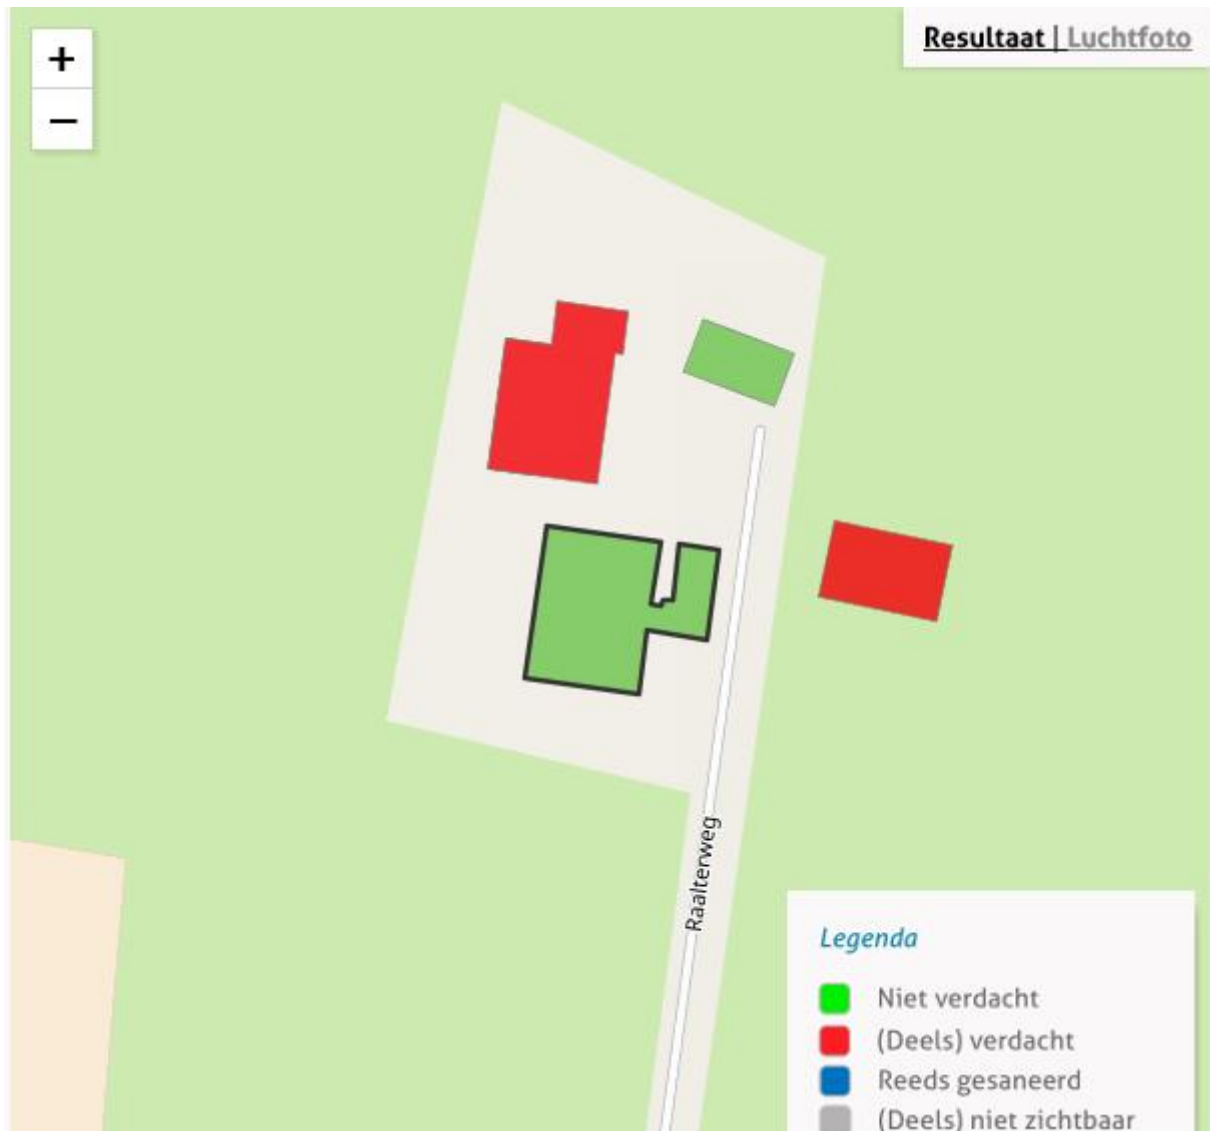 +
Resultaat | Luchtfoto
−
Raalterweg
Legenda
Niet verdacht
(Deels) verdacht
Reeds gesaneerd
(Deels) niet zichtbaar